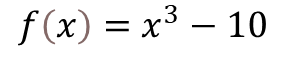 f(x) = x³ − 10